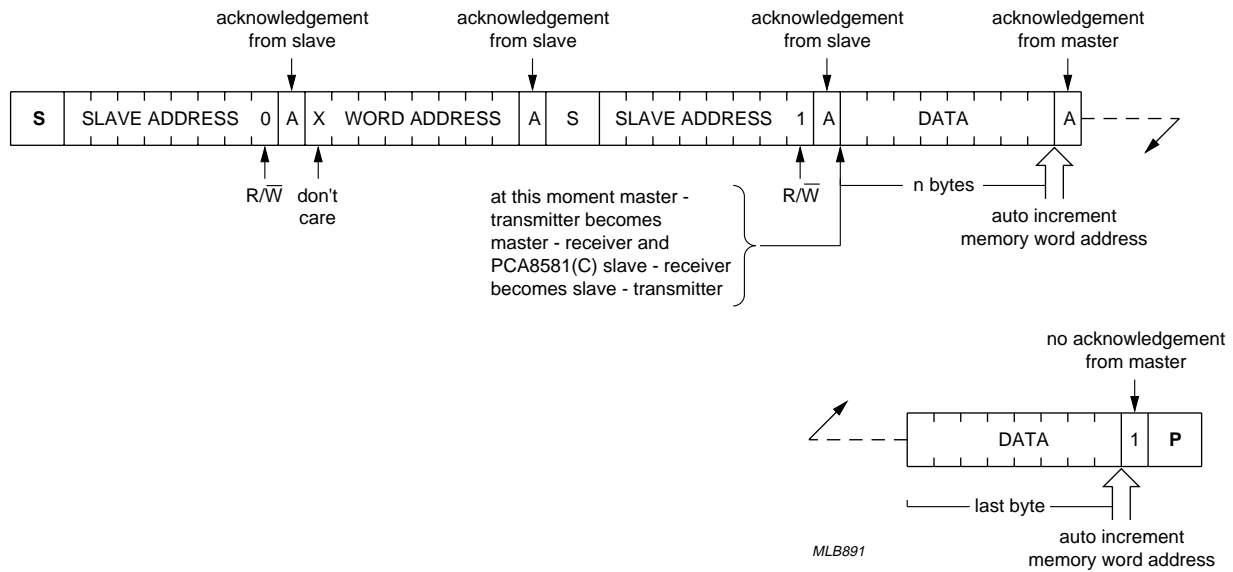 acknowledgement
from slave
acknowledgement
from slave
acknowledgement
from slave
acknowledgement
from master
S SLAVE ADDRESS 0 A X WORD ADDRESS A S SLAVE ADDRESS 1 A DATA A
R/W̅
don't
care
R/W̅
n bytes
auto increment
memory word address
at this moment master -
transmitter becomes
master - receiver and
PCA8581(C) slave - receiver
becomes slave - transmitter
no acknowledgement
from master
DATA 1 P
last byte
auto increment
memory word address
MLB891